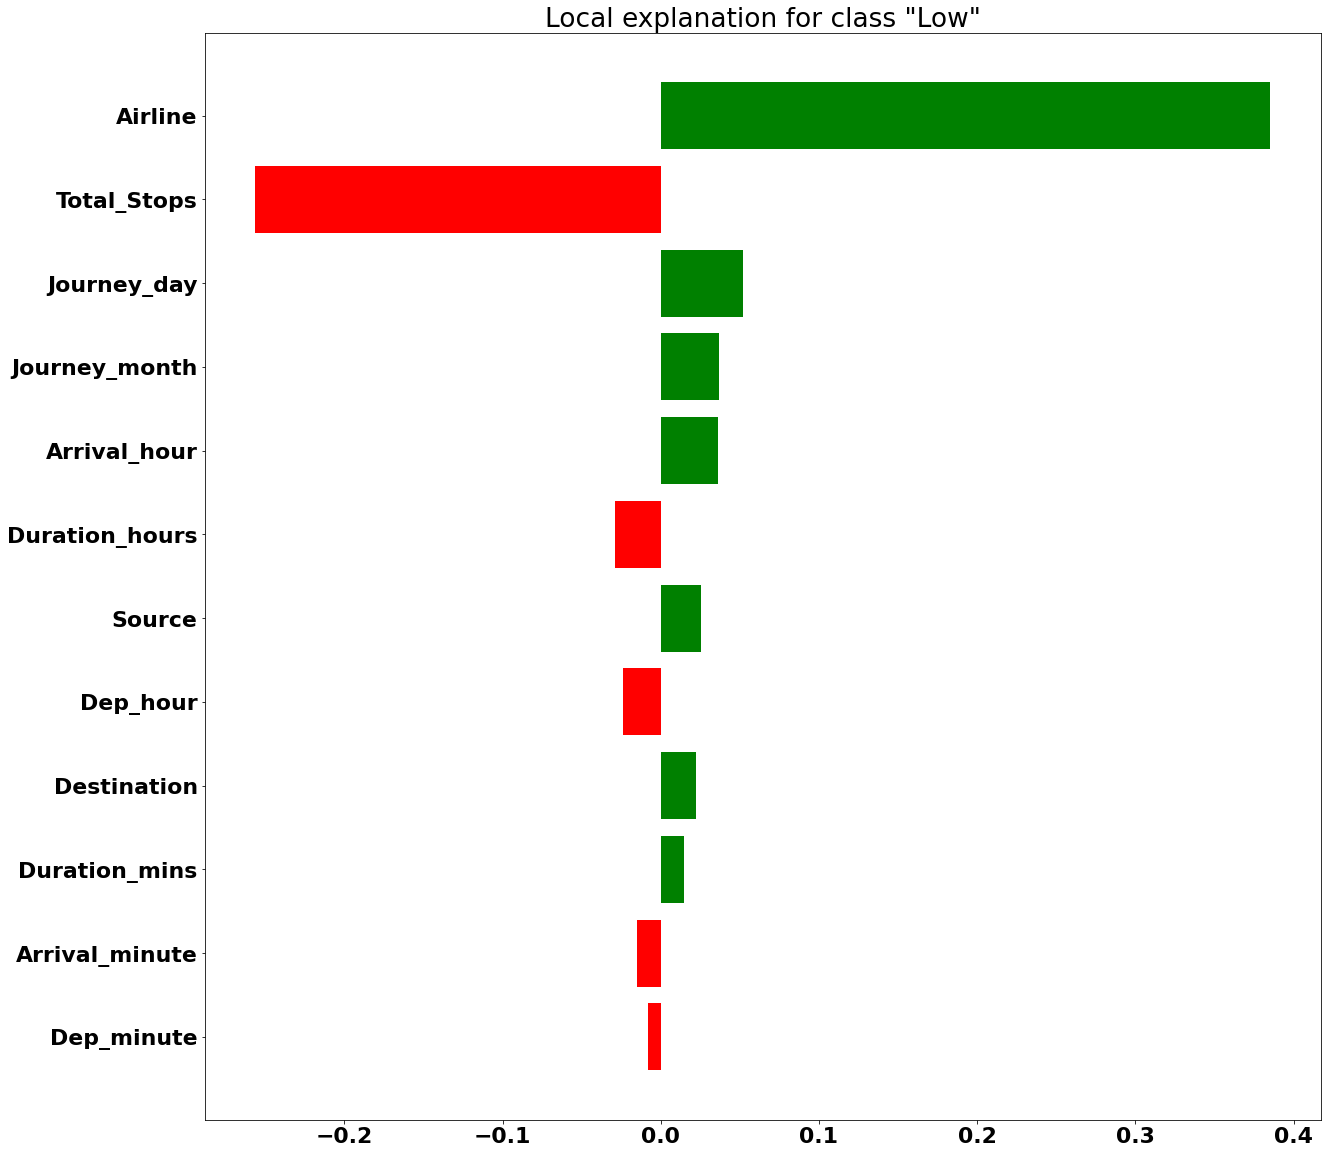 Local explanation for class "Low"
Airline
Total_Stops
Journey_day
Journey_month
Arrival_hour
Duration_hours
Source
Dep_hour
Destination
Duration_mins
Arrival_minute
Dep_minute
−0.2 −0.1 0.0 0.1 0.2 0.3 0.4